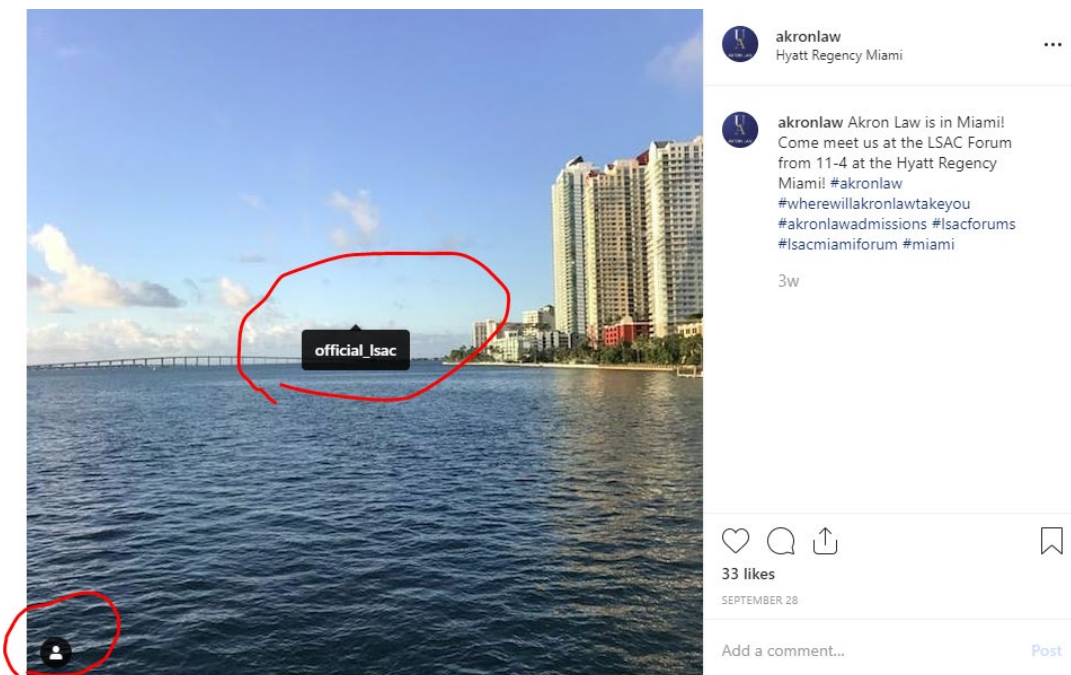 akronlaw
Hyatt Regency Miami
akronlaw Akron Law is in Miami!
Come meet us at the LSAC Forum
from 11-4 at the Hyatt Regency
Miami! #akronlaw
#wherewillakronlawtakeyou
#akronlawadmissions #lsacforums
#lsacmiamiforum #miami
3w
official_lsac
33 likes
SEPTEMBER 28
Add a comment... Post